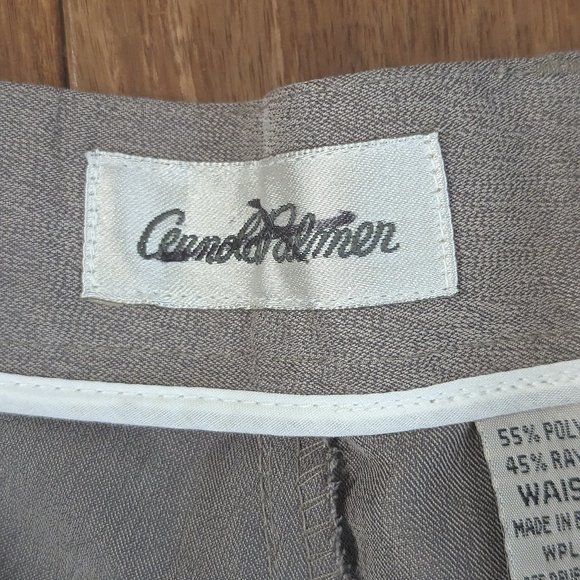 Arnold Palmer
55% POLY
45% RAY
WAIS
MADE IN
WPL